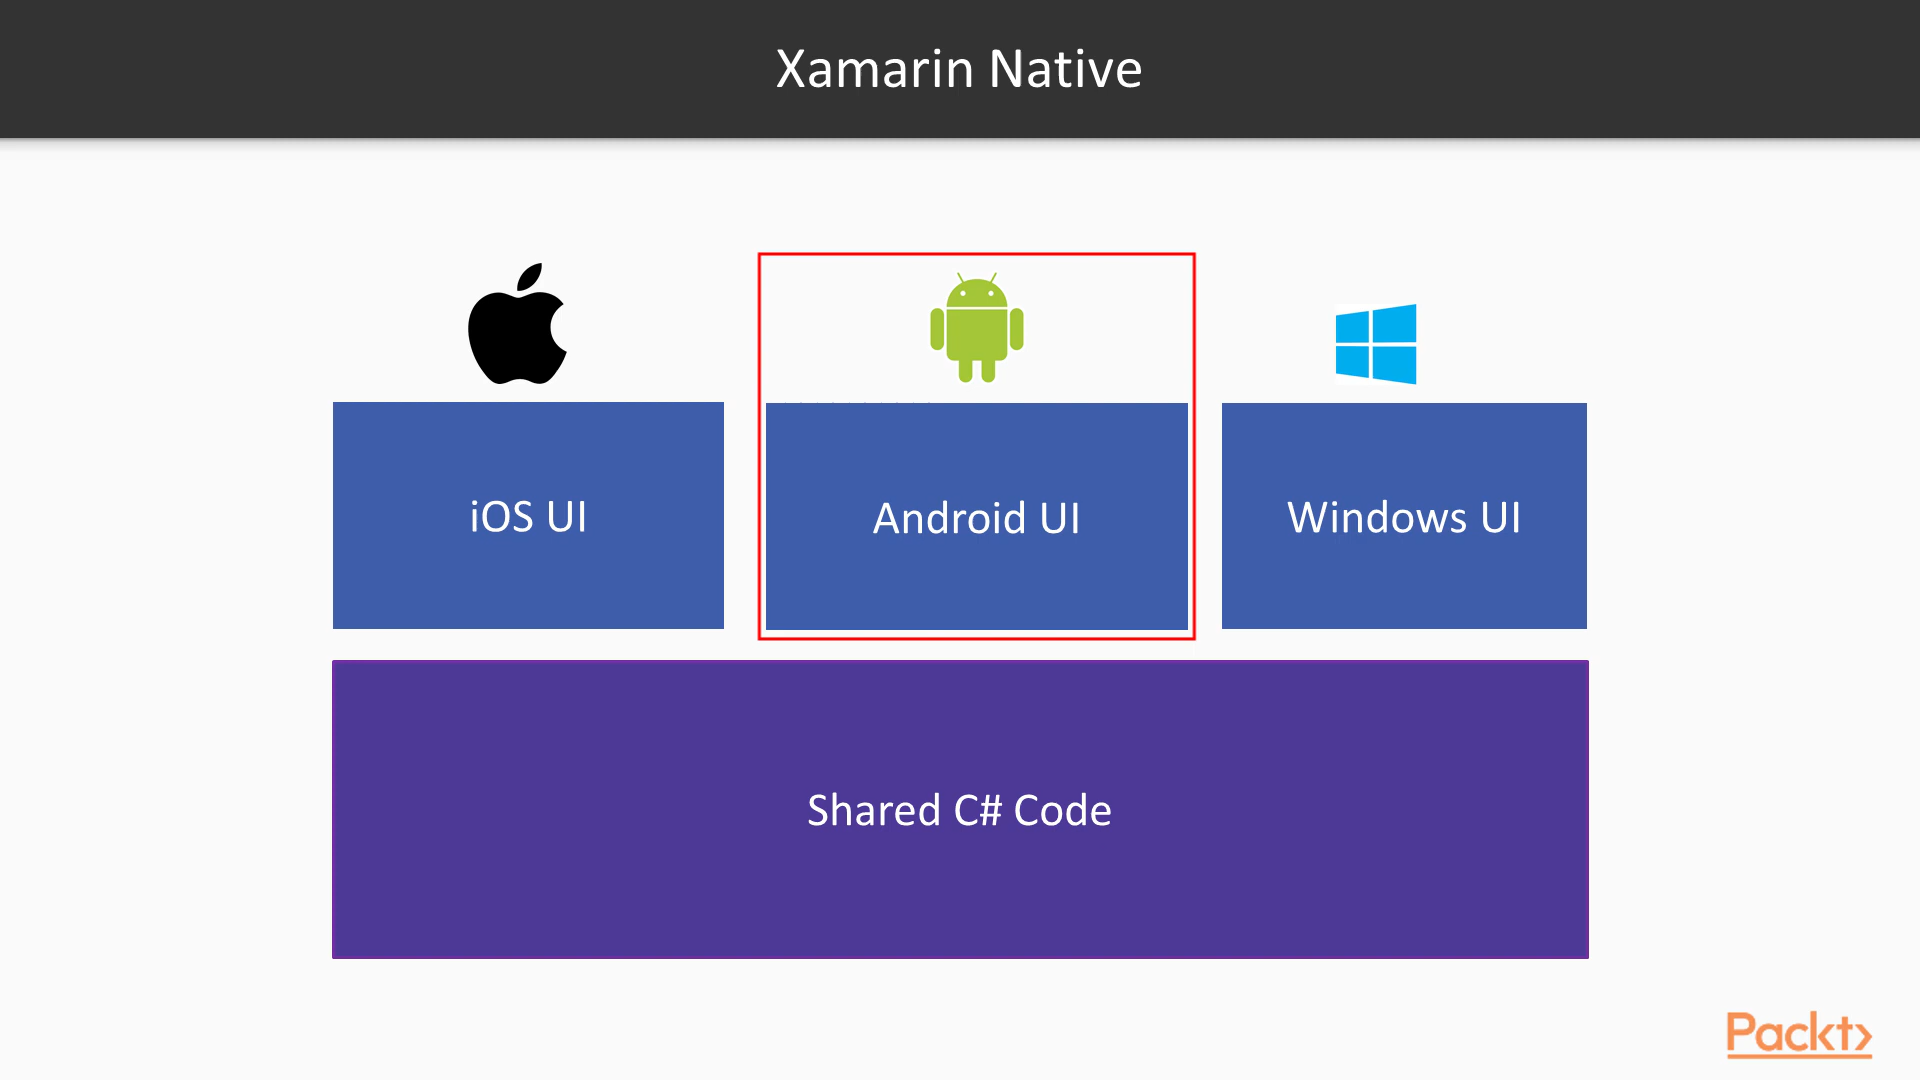 Xamarin Native
iOS UI
Android UI
Windows UI
Shared C# Code
Packt